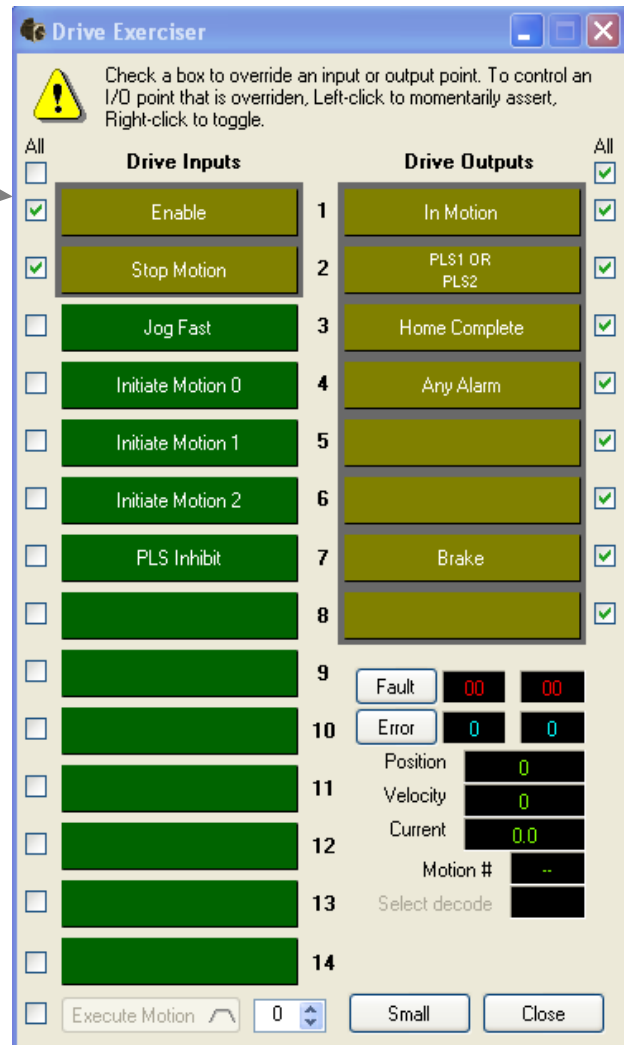 Drive Exerciser
Check a box to override an input or output point. To control an
I/O point that is overriden, Left-click to momentarily assert,
Right-click to toggle.
All
Drive Inputs
Drive Outputs
All
Enable
1
In Motion
Stop Motion
2
PLS1 OR
PLS2
Jog Fast
3
Home Complete
Initiate Motion 0
4
Any Alarm
Initiate Motion 1
5
Initiate Motion 2
6
PLS Inhibit
7
Brake
8
9
Fault 00 00
10
Error 0 0
Position 0
11
Velocity 0
Current 0.0
12
Motion # --
13
Select decode
14
Execute Motion 0 Small Close